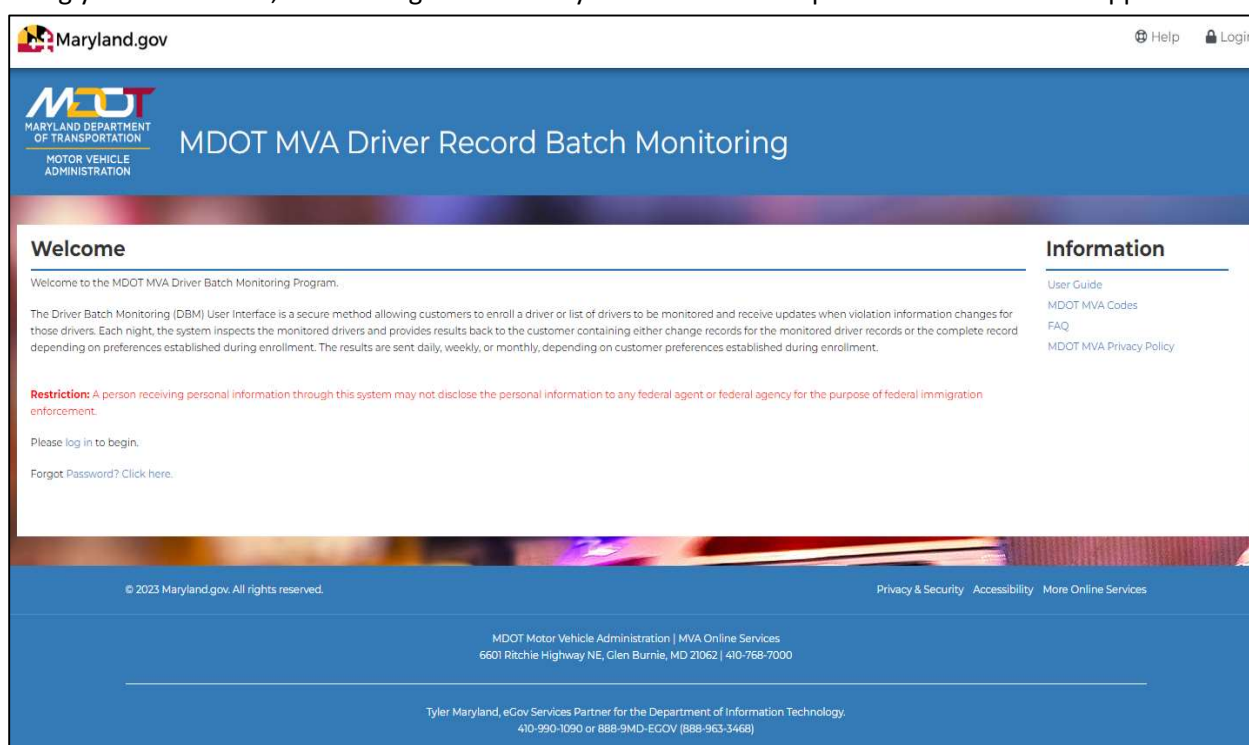 Maryland.gov
Help Login
MDOT
MARYLAND DEPARTMENT
OF TRANSPORTATION
MOTOR VEHICLE
ADMINISTRATION
MDOT MVA Driver Record Batch Monitoring
Welcome
Welcome to the MDOT MVA Driver Batch Monitoring Program.
The Driver Batch Monitoring (DBM) User Interface is a secure method allowing customers to enroll a driver or list of drivers to be monitored and receive updates when violation information changes for
those drivers. Each night, the system inspects the monitored drivers and provides results back to the customer containing either change records for the monitored driver records or the complete record
depending on preferences established during enrollment. The results are sent daily, weekly, or monthly, depending on customer preferences established during enrollment.
Restriction: A person receiving personal information through this system may not disclose the personal information to any federal agent or federal agency for the purpose of federal immigration
enforcement.
Please log in to begin.
Forgot Password? Click here.
Information
User Guide
MDOT MVA Codes
FAQ
MDOT MVA Privacy Policy
© 2023 Maryland.gov. All rights reserved.
Privacy & Security Accessibility More Online Services
MDOT Motor Vehicle Administration | MVA Online Services
6601 Ritchie Highway NE, Glen Burnie, MD 21062 | 410-768-7000
Tyler Maryland, eGov Services Partner for the Department of Information Technology.
410-990-1090 or 888-9MD-EGOV (888-963-3468)